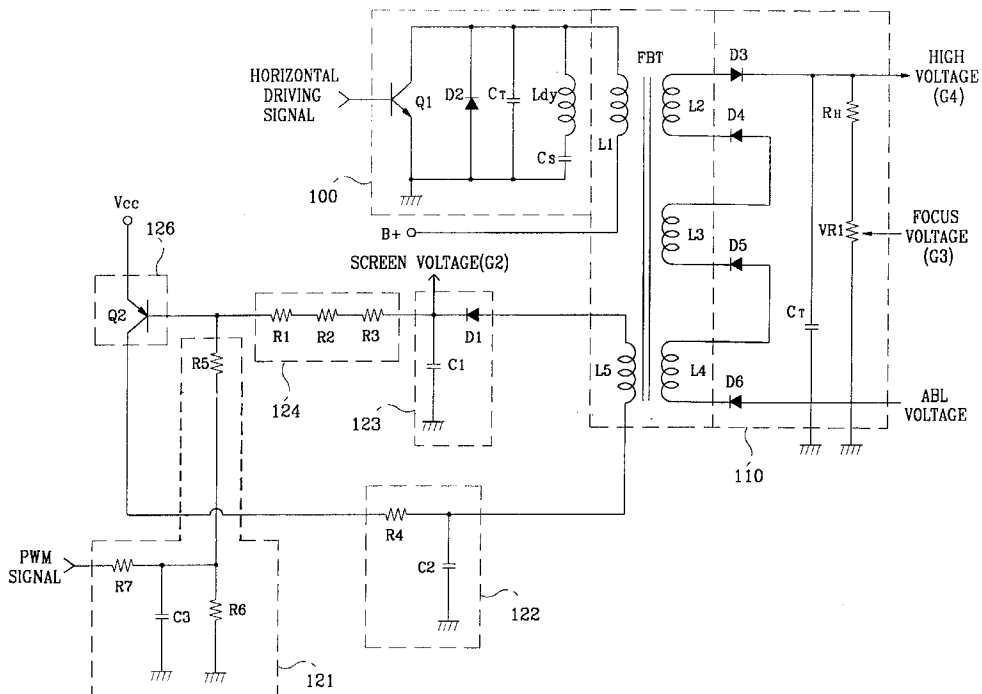 HORIZONTAL
DRIVING
SIGNAL
Q1
D2
CT
Ldy
Cs
L1
FBT
L2
D3
D4
L3
D5
L4
D6
RH
VR1
CT
HIGH
VOLTAGE
(G4)
FOCUS
VOLTAGE
(G3)
ABL
VOLTAGE
100
B+
110
Vcc
126
Q2
SCREEN VOLTAGE(G2)
R1
R2
R3
D1
C1
L5
R5
124
123
R4
C2
122
PWM
SIGNAL
R7
C3
R6
121